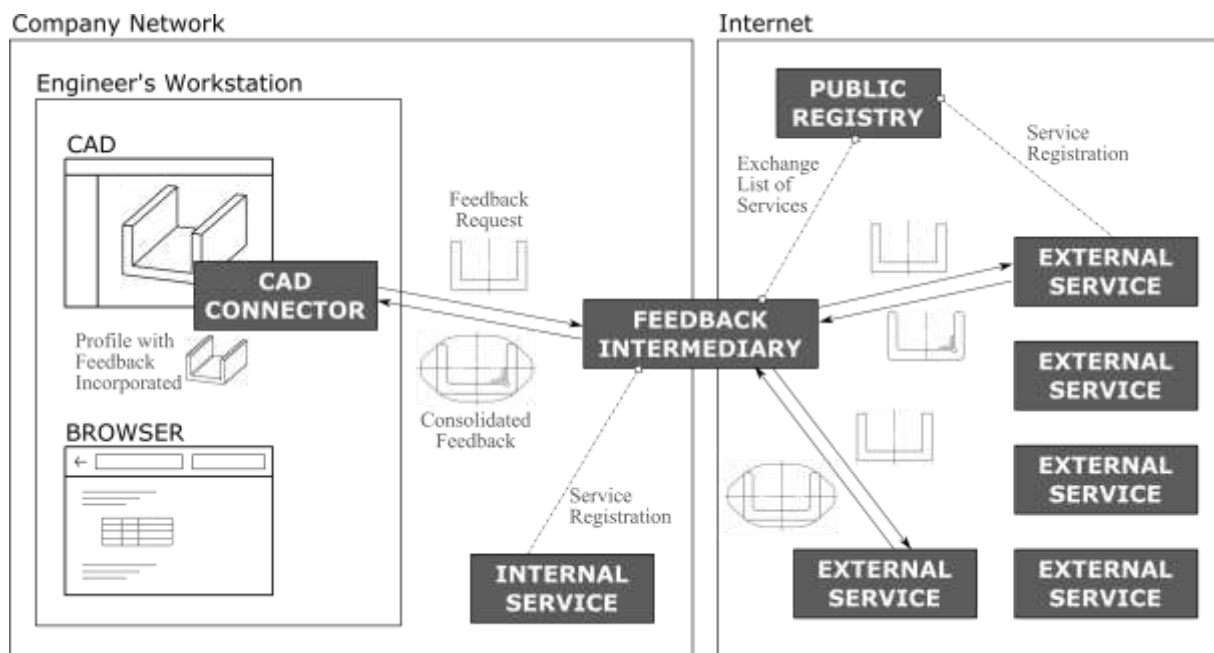 Company Network
Internet
Engineer's Workstation
CAD
CAD
CONNECTOR
Profile with
Feedback
Incorporated
BROWSER
Feedback
Request
Consolidated
Feedback
FEEDBACK
INTERMEDIARY
Service
Registration
INTERNAL
SERVICE
PUBLIC
REGISTRY
Exchange
List of
Services
Service
Registration
EXTERNAL
SERVICE
EXTERNAL
SERVICE
EXTERNAL
SERVICE
EXTERNAL
SERVICE
EXTERNAL
SERVICE